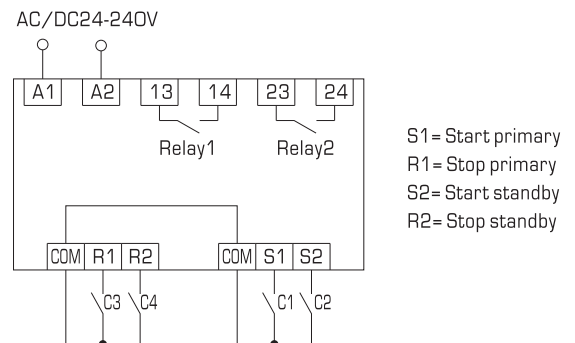 AC/DC24-240V
A1 A2 13 14 23 24
Relay1 Relay2
S1= Start primary
R1= Stop primary
S2= Start standby
R2= Stop standby
COM R1 R2 COM S1 S2
C3 C4 C1 C2